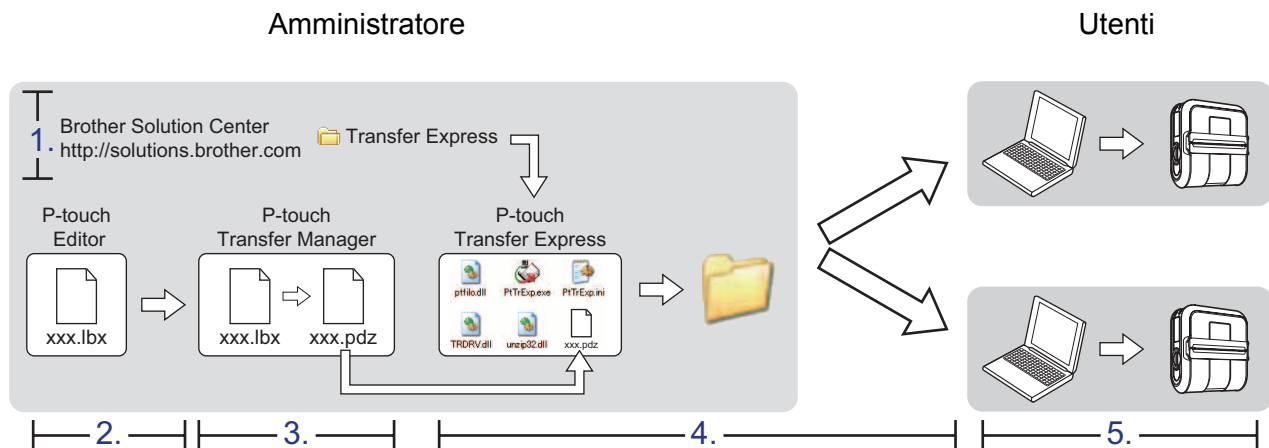 Amministratore
Utenti
1.
Brother Solution Center
http://solutions.brother.com
Transfer Express
P-touch
Editor
xxx.lbx
P-touch
Transfer Manager
xxx.lbx
xxx.pdz
P-touch
Transfer Express
ptfilo.dll
PtTrExp.exe
PtTrExp.ini
TRDRV.dll
unzip32.dll
xxx.pdz
2.
3.
4.
5.